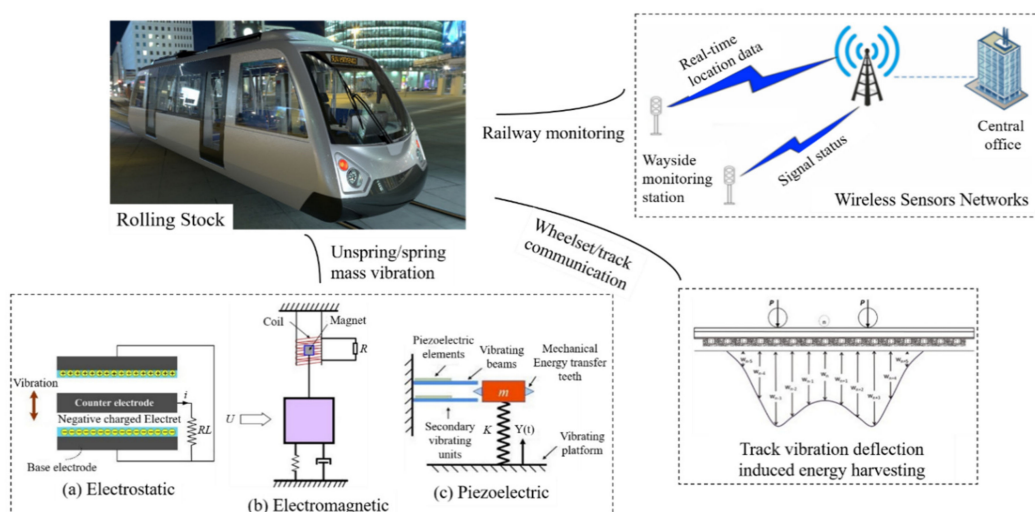 Rolling Stock
Railway monitoring
Real-time
location data
Signal status
Wayside
monitoring
station
Central
office
Wireless Sensors Networks
Unspring/spring
mass vibration
Wheelset/track
communication
Vibration
Counter electrode
i
Negative charged Electret
RL
Base electrode
(a) Electrostatic
U
Coil
Magnet
R
(b) Electromagnetic
Piezoelectric
elements
Vibrating
beams
Mechanical
Energy transfer
teeth
m
Secondary
vibrating
units
K
Y(t)
Vibrating
platform
(c) Piezoelectric
P
P
Track vibration deflection
induced energy harvesting